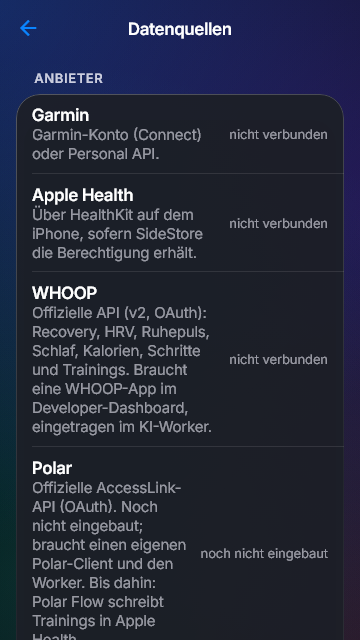 Datenquellen
ANBIETER
Garmin
Garmin-Konto (Connect)
oder Personal API.
nicht verbunden
Apple Health
Über HealthKit auf dem
iPhone, sofern SideStore
die Berechtigung erhält.
nicht verbunden
WHOOP
Offizielle API (v2, OAuth):
Recovery, HRV, Ruhepuls,
Schlaf, Kalorien, Schritte
und Trainings. Braucht
eine WHOOP-App im
Developer-Dashboard,
eingetragen im KI-Worker.
nicht verbunden
Polar
Offizielle AccessLink-
API (OAuth). Noch
nicht eingebaut;
braucht einen eigenen
Polar-Client und den
Worker. Bis dahin:
Polar Flow schreibt
Trainings in Apple
Health.
noch nicht eingebaut